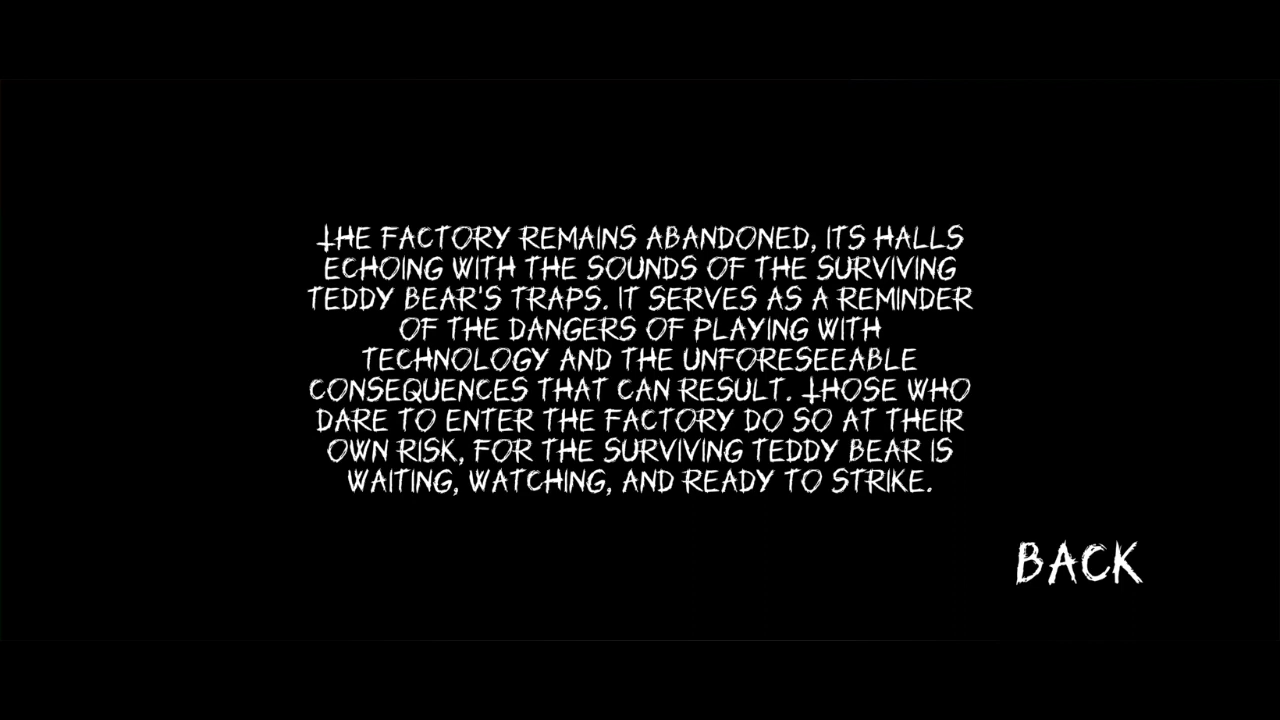 THE FACTORY REMAINS ABANDONED, ITS HALLS
ECHOING WITH THE SOUNDS OF THE SURVIVING
TEDDY BEAR'S TRAPS. IT SERVES AS A REMINDER
OF THE DANGERS OF PLAYING WITH
TECHNOLOGY AND THE UNFORESEEABLE
CONSEQUENCES THAT CAN RESULT. THOSE WHO
DARE TO ENTER THE FACTORY DO SO AT THEIR
OWN RISK, FOR THE SURVIVING TEDDY BEAR IS
WAITING, WATCHING, AND READY TO STRIKE.
BACK